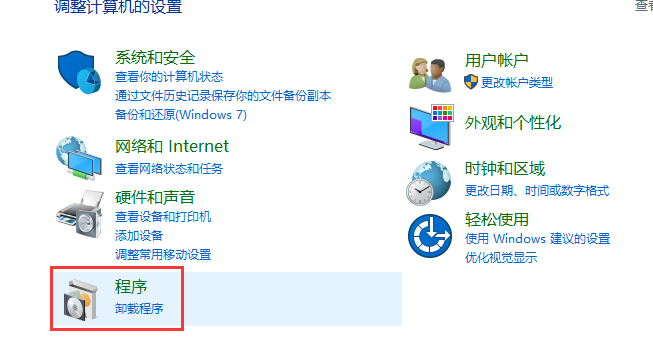 调整计算机的设置
查看
系统和安全
查看你的计算机状态
通过文件历史记录保存你的文件备份副本
备份和还原(Windows 7)
网络和 Internet
查看网络状态和任务
硬件和声音
查看设备和打印机
添加设备
调整常用移动设置
程序
卸载程序
用户帐户
更改帐户类型
外观和个性化
时钟和区域
更改日期、时间或数字格式
轻松使用
使用 Windows 建议的设置
优化视觉显示